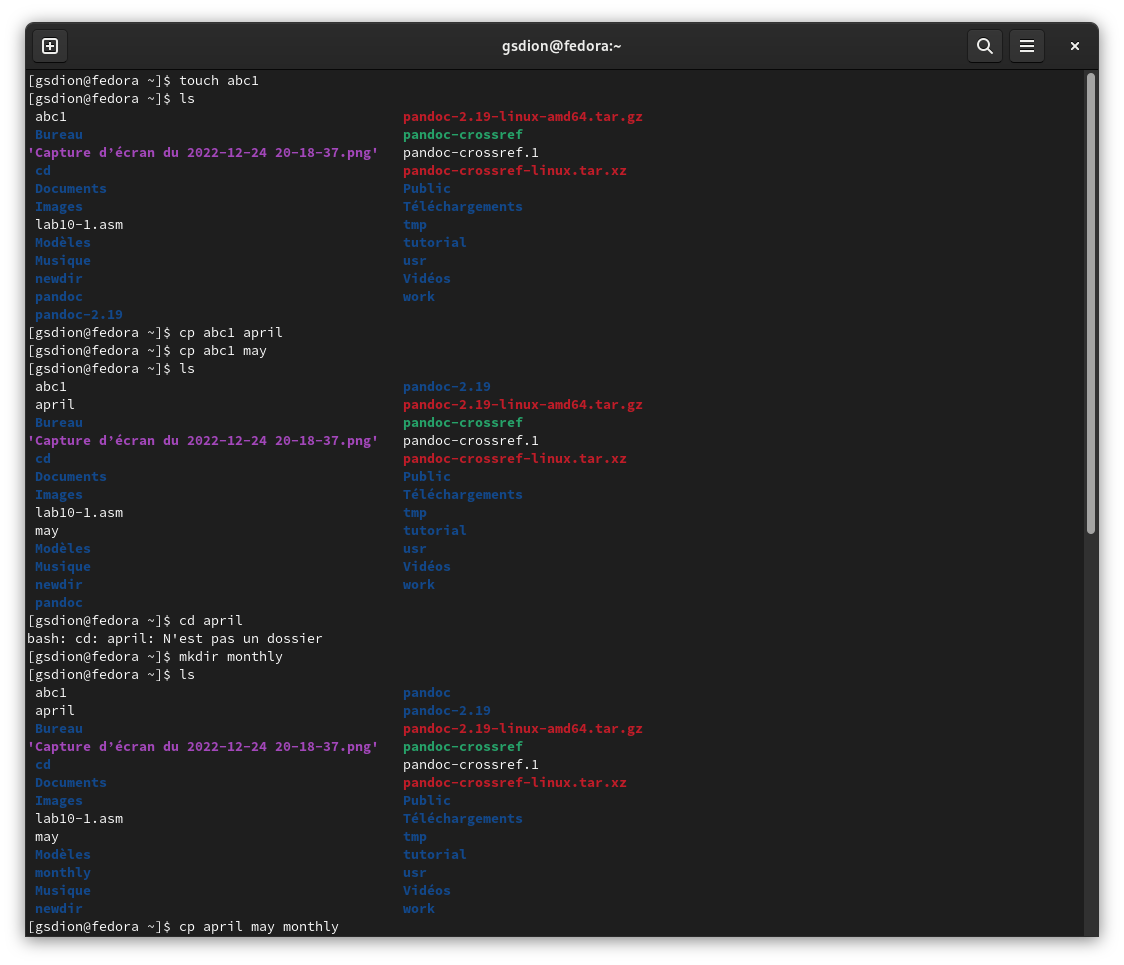 gsdion@fedora:~
[gsdion@fedora ~]$ touch abc1
[gsdion@fedora ~]$ ls
abc1 pandoc-2.19-linux-amd64.tar.gz
Bureau pandoc-crossref
'Capture d’écran du 2022-12-24 20-18-37.png' pandoc-crossref.1
cd pandoc-crossref-linux.tar.xz
Documents Public
Images Téléchargements
lab10-1.asm tmp
Modèles tutorial
Musique usr
newdir Vidéos
pandoc work
pandoc-2.19
[gsdion@fedora ~]$ cp abc1 april
[gsdion@fedora ~]$ cp abc1 may
[gsdion@fedora ~]$ ls
abc1 pandoc-2.19
april pandoc-2.19-linux-amd64.tar.gz
Bureau pandoc-crossref
'Capture d’écran du 2022-12-24 20-18-37.png' pandoc-crossref.1
cd pandoc-crossref-linux.tar.xz
Documents Public
Images Téléchargements
lab10-1.asm tmp
may tutorial
Modèles usr
Musique Vidéos
newdir work
pandoc
[gsdion@fedora ~]$ cd april
bash: cd: april: N'est pas un dossier
[gsdion@fedora ~]$ mkdir monthly
[gsdion@fedora ~]$ ls
abc1 pandoc
april pandoc-2.19
Bureau pandoc-2.19-linux-amd64.tar.gz
'Capture d’écran du 2022-12-24 20-18-37.png' pandoc-crossref
cd pandoc-crossref.1
Documents pandoc-crossref-linux.tar.xz
Images Public
lab10-1.asm Téléchargements
may tmp
Modèles tutorial
monthly usr
Musique Vidéos
newdir work
[gsdion@fedora ~]$ cp april may monthly